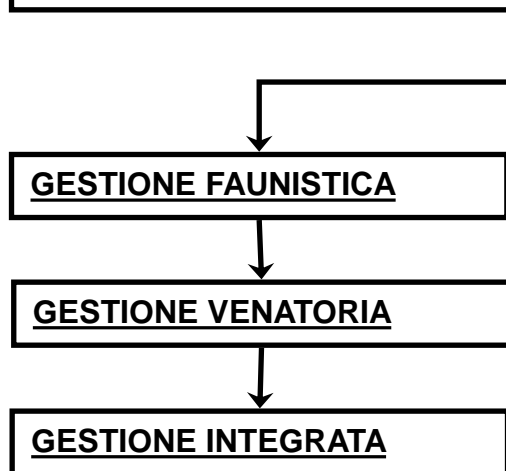 GESTIONE FAUNISTICA
GESTIONE VENATORIA
GESTIONE INTEGRATA